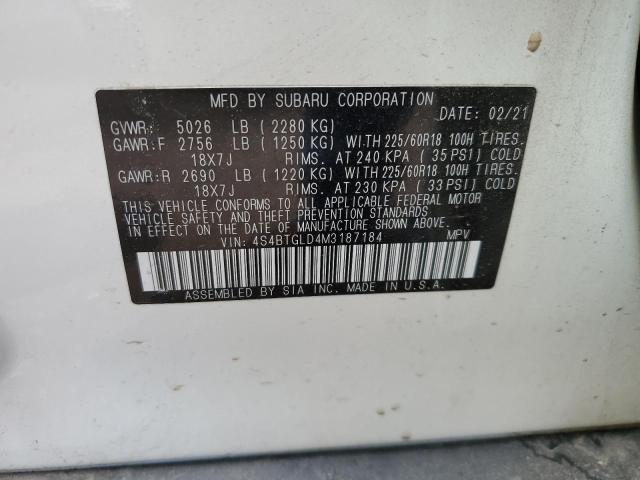 MFD BY SUBARU CORPORATION
DATE: 02/21
GVWR: 5026 LB (2280 KG)
GAWR:F 2756 LB (1250 KG) WITH 225/60R18 100H TIRES.
18X7J RIMS. AT 240 KPA (35 PSI) COLD
GAWR:R 2690 LB (1220 KG) WITH 225/60R18 100H TIRES.
18X7J RIMS. AT 230 KPA (33 PSI) COLD
THIS VEHICLE CONFORMS TO ALL APPLICABLE FEDERAL MOTOR
VEHICLE SAFETY AND THEFT PREVENTION STANDARDS
IN EFFECT ON THE DATE OF MANUFACTURE SHOWN ABOVE.
VIN: 4S4BTGLD4M3187184 MPV
ASSEMBLED BY SIA INC. IN U.S.A.